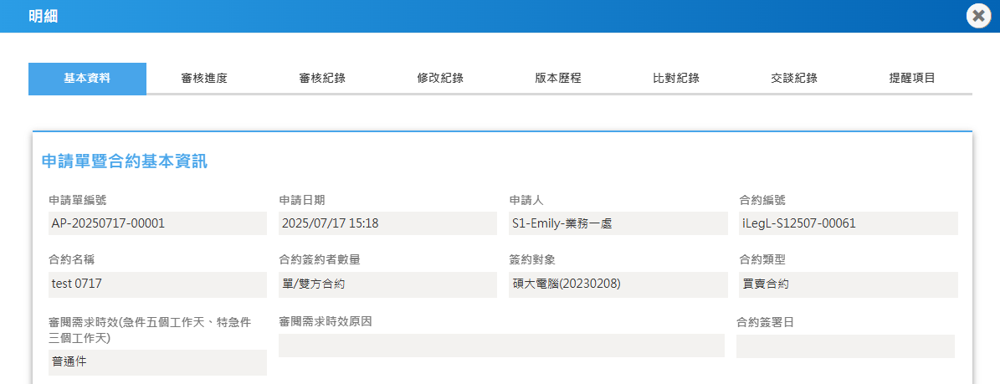 明細
基本資料 審核進度 審核紀錄 修改紀錄 版本歷程 比對紀錄 交談紀錄 提醒項目
申請單暨合約基本資訊
申請單編號 申請日期 申請人 合約編號
AP-20250717-00001 2025/07/17 15:18 S1-Emily-業務一處 iLegL-S12507-00061
合約名稱 合約簽約者數量 簽約對象 合約類型
test 0717 單/雙方合約 碩大電腦(20230208) 買賣合約
審閱需求時效(急件五個工作天、特急件 審閱需求時效原因 合約簽署日
三個工作天)
普通件